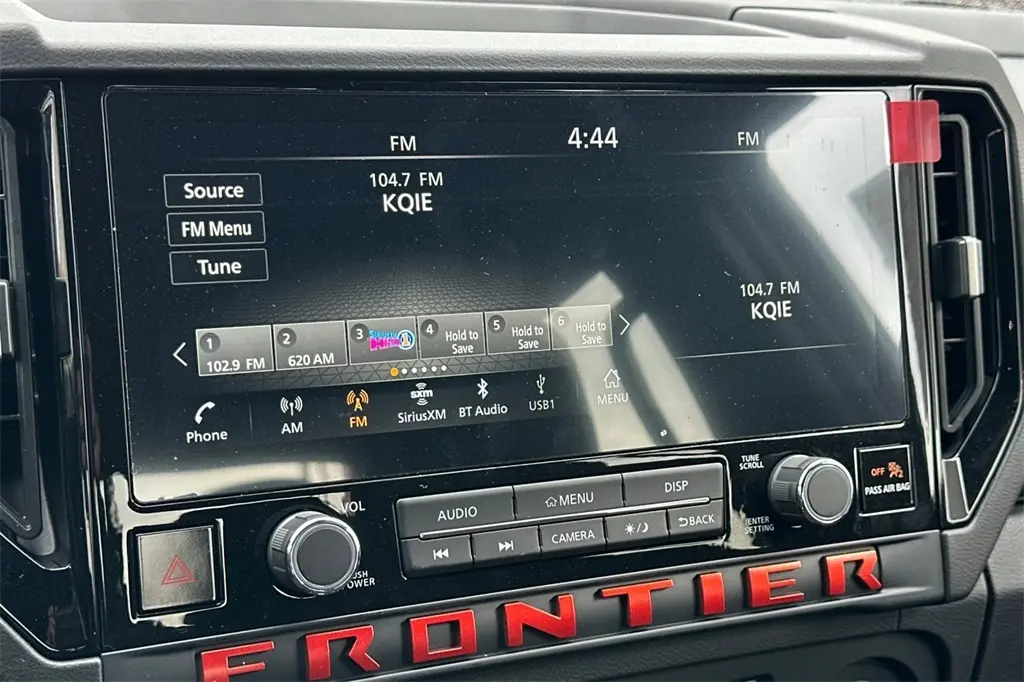 FM 4:44 FM
104.7 FM
KQIE
Source
FM Menu
Tune
104.7 FM
KQIE
1 102.9 FM
2 620 AM
3
4 Hold to Save
5 Hold to Save
6 Hold to Save
Phone
AM
FM
sxm
SiriusXM
BT Audio
USB1
MENU
VOL
AUDIO
MENU
DISP
CAMERA
BACK
TUNE
SCROLL
ENTER
SETTING
OFF 2
PASS AIR BAG
FRONTIER